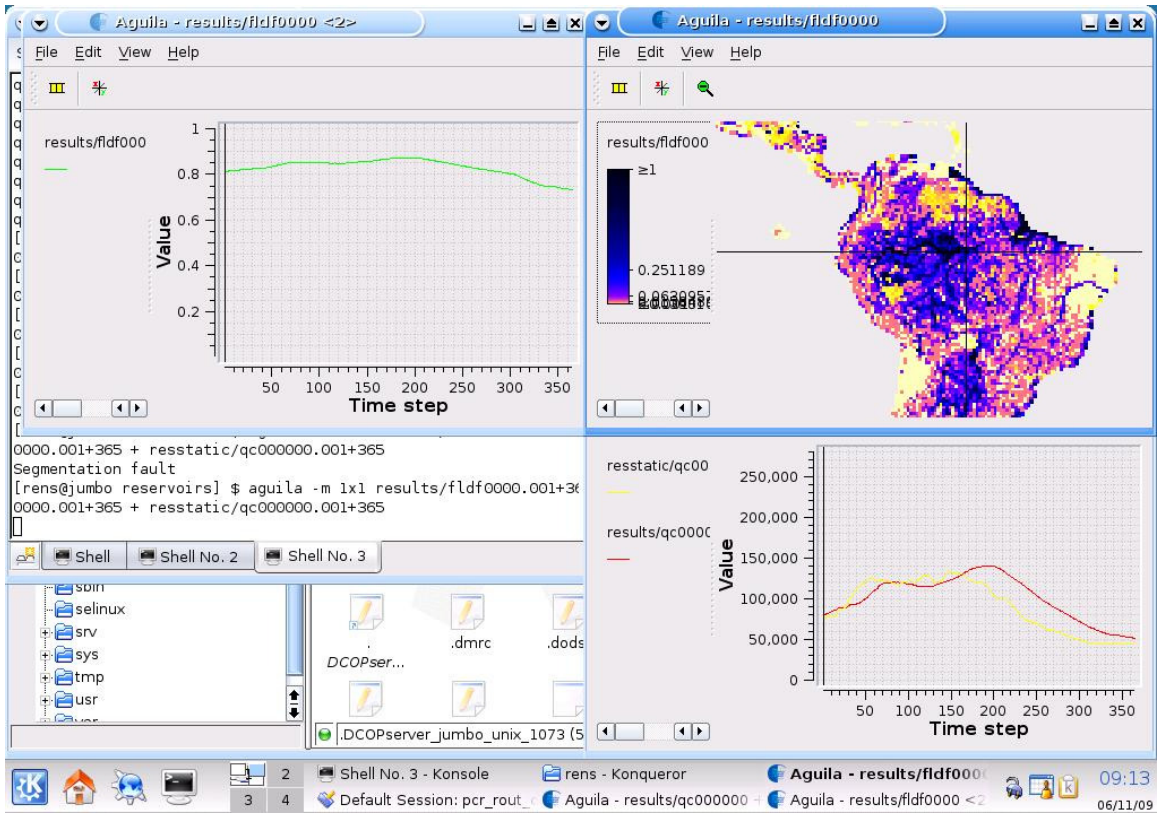 Aguila - results/fldf0000 <2>
File Edit View Help
results/fldf000
1
0.8
0.6
0.4
0.2
Value
50 100 150 200 250 300 350
Time step
Aguila - results/fldf0000
File Edit View Help
results/fldf000
≥1
0.251189
0.063095
0000.001+365 + resstatic/qc000000.001+365
Segmentation fault
[rens@jumbo reservoirs] $ aguila -m 1x1 results/fldf0000.001+36
0000.001+365 + resstatic/qc000000.001+365
Shell
Shell No. 2
Shell No. 3
resstatic/qc00
results/qc0000
250,000
200,000
150,000
100,000
50,000
0
Value
50 100 150 200 250 300 350
Time step
sbin
selinux
srv
sys
tmp
usr
var
.
.dmrc
.dods
DCOPser...
.DCOPserver_jumbo_unix_1073 (5
1 2
3 4
Shell No. 3 - Konsole
rens - Konqueror
Aguila - results/fldf000
Default Session: pcr_rout_
Aguila - results/qc000000 +
Aguila - results/fldf0000 <2
09:13
06/11/09